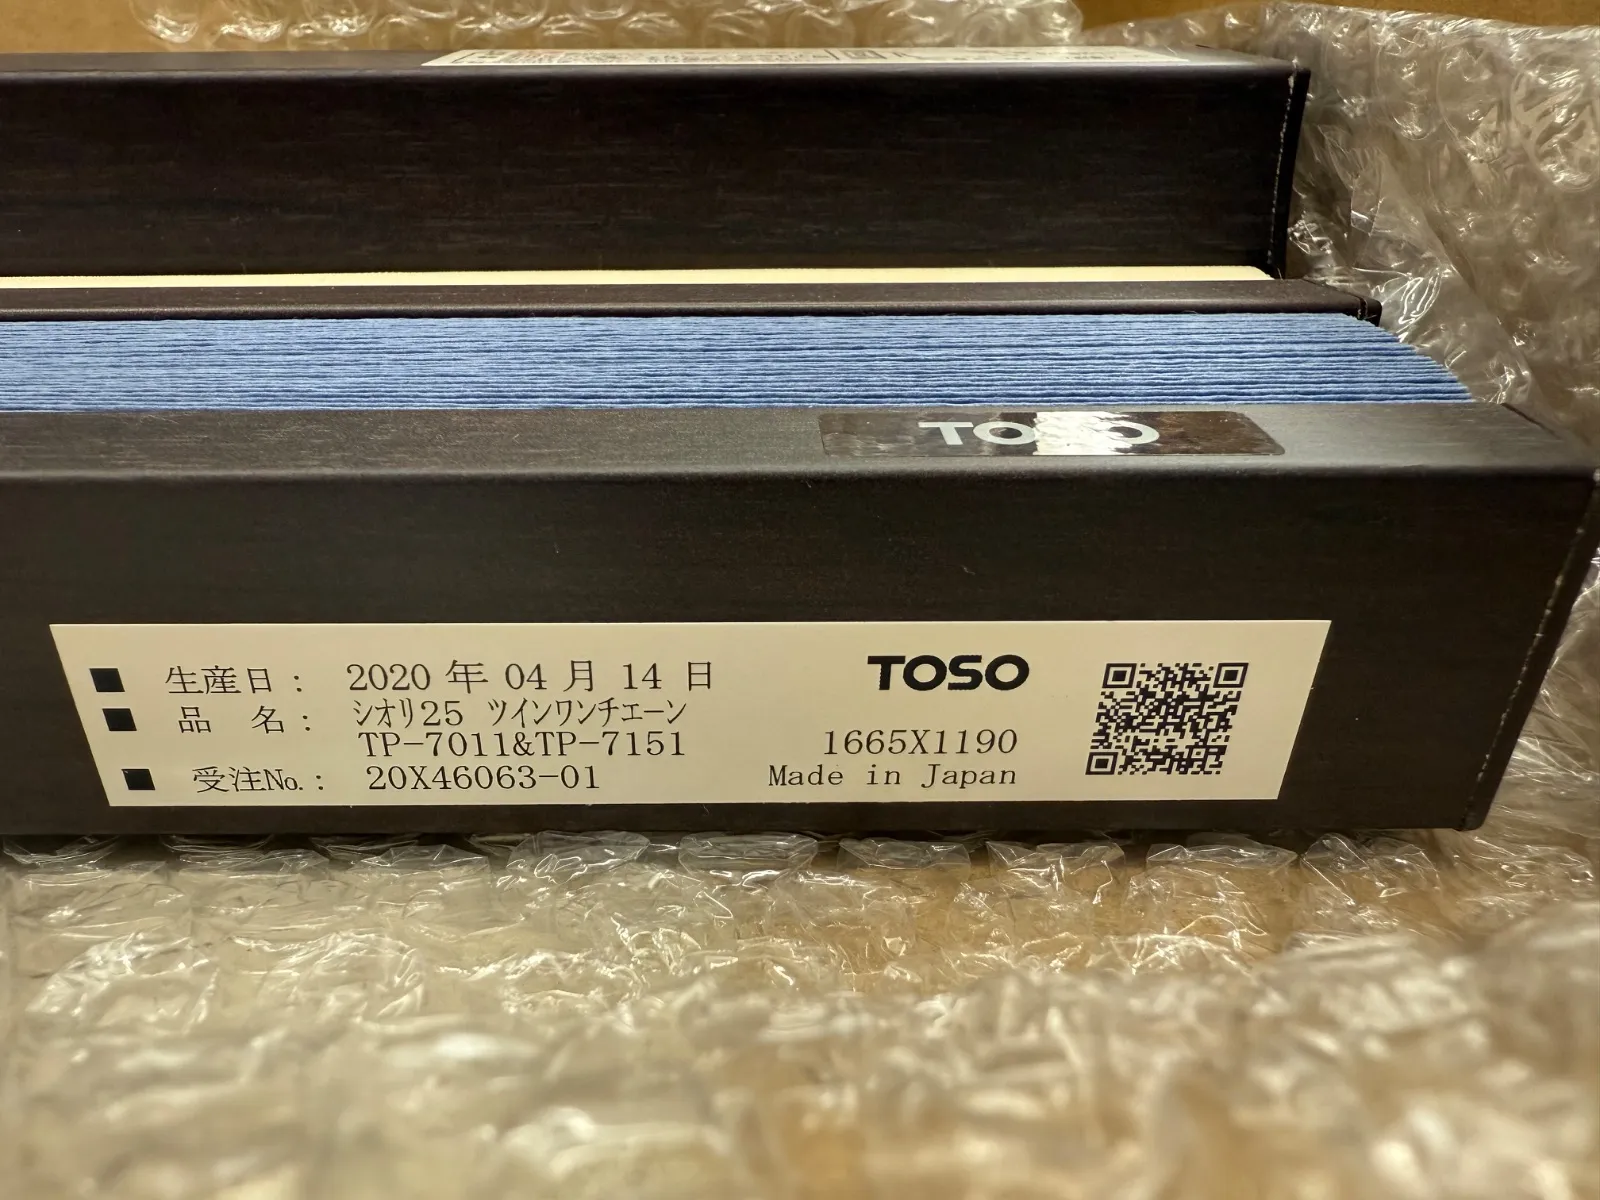 TOSO
■ 生産日： 2020 年 04 月 14 日
■ 品 名： ｼｵﾘ25 ﾂｲﾝﾜﾝﾁｪｰﾝ
TP-7011&TP-7151
■ 受注No.： 20X46063-01
TOSO
1665X1190
Made in Japan